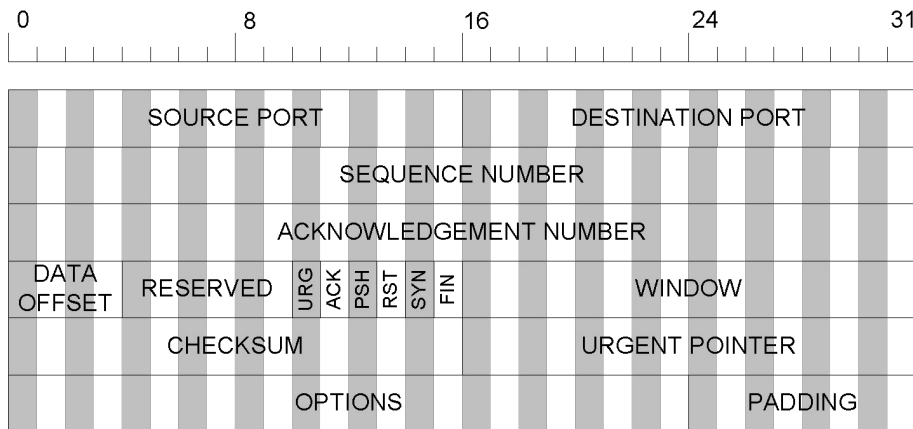 0 8 16 24 31
SOURCE PORT DESTINATION PORT
SEQUENCE NUMBER
ACKNOWLEDGEMENT NUMBER
DATA
OFFSET RESERVED URG ACK PSH RST SYN FIN WINDOW
CHECKSUM URGENT POINTER
OPTIONS PADDING